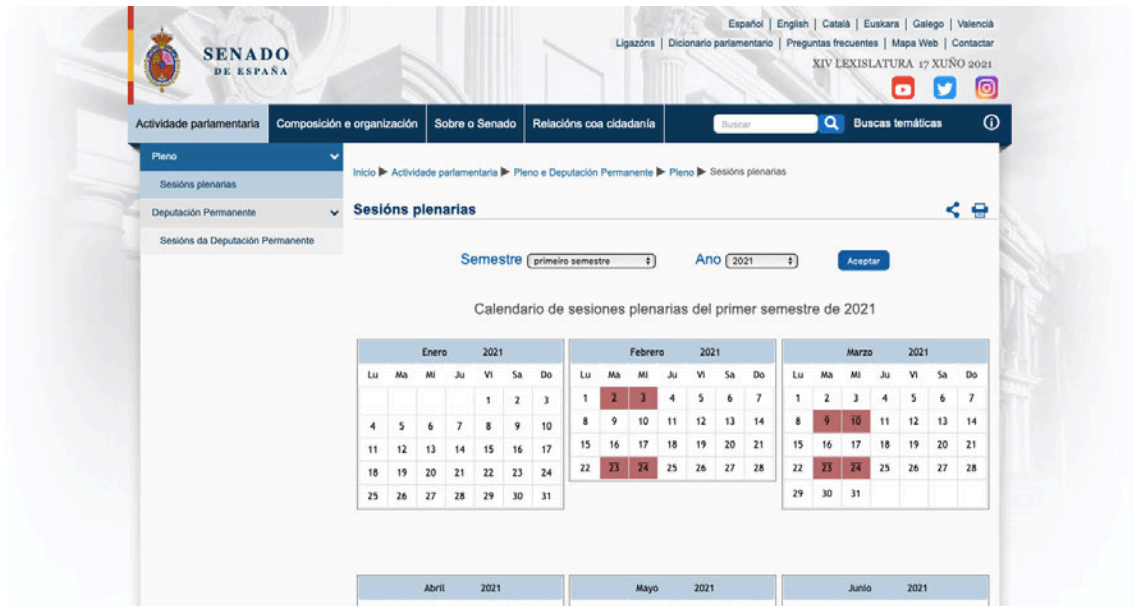 Español | English | Català | Euskara | Galego | Valencià
Ligazóns | Dicionario parlamentario | Preguntas frecuentes | Mapa Web | Contactar
XIV LEXISLATURA 17 XUÑO 2021
SENADO
DE ESPAÑA
Actividade parlamentaria Composición e organización Sobre o Senado Relacións coa cidadanía Buscar Buscas temáticas
Pleno
Sesións plenarias
Deputación Permanente
Sesións da Deputación Permanente
Inicio ▶ Actividade parlamentaria ▶ Pleno e Deputación Permanente ▶ Pleno ▶ Sesións plenarias
Sesións plenarias
Semestre primeiro semestre Ano 2021 Aceptar
Calendario de sesiones plenarias del primer semestre de 2021
Enero 2021
Lu Ma Mi Ju Vi Sa Do
1 2 3
4 5 6 7 8 9 10
11 12 13 14 15 16 17
18 19 20 21 22 23 24
25 26 27 28 29 30 31
Febrero 2021
Lu Ma Mi Ju Vi Sa Do
1 2 3 4 5 6 7
8 9 10 11 12 13 14
15 16 17 18 19 20 21
22 23 24 25 26 27 28
Marzo 2021
Lu Ma Mi Ju Vi Sa Do
1 2 3 4 5 6 7
8 9 10 11 12 13 14
15 16 17 18 19 20 21
22 23 24 25 26 27 28
29 30 31
Abril 2021
Mayo 2021
Junio 2021